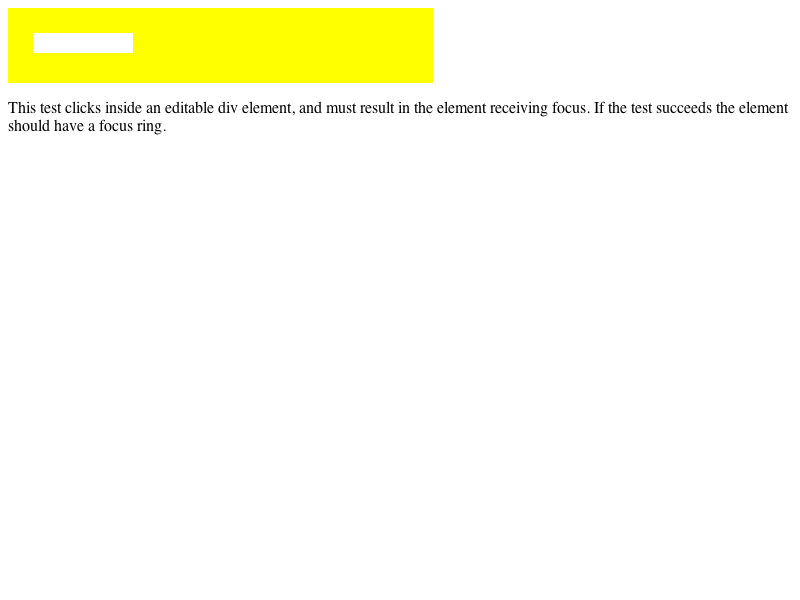 This test clicks inside an editable div element, and must result in the element receiving focus. If the test succeeds the element
should have a focus ring.